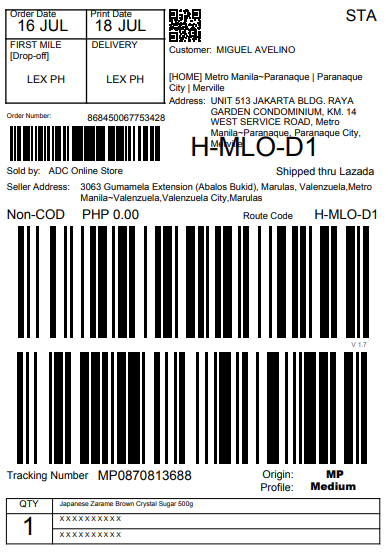 Order Date
16 JUL
Print Date
18 JUL
STA
FIRST MILE
[Drop-off]
DELIVERY
LEX PH
LEX PH
Customer: MIGUEL AVELINO
[HOME] Metro Manila~Paranaque | Paranaque
City | Merville
Address: UNIT 513 JAKARTA BLDG. RAYA
GARDEN CONDOMINIUM, KM. 14
WEST SERVICE ROAD, Metro
Manila~Paranaque, Paranaque City,
Merville
Order Number:
868450067753428
H-MLO-D1
Sold by: ADC Online Store
Shipped thru Lazada
Seller Address: 3063 Gumamela Extension (Abalos Bukid), Marulas, Valenzuela,Metro
Manila~Valenzuela,Valenzuela City,Marulas
Non-COD PHP 0.00
Route Code H-MLO-D1
V 1.7
Tracking Number MP0870813688
Origin: MP
Profile: Medium
QTY
1
Japanese Zarame Brown Crystal Sugar 500g
X X X X X X X X X X
X X X X X X X X X X